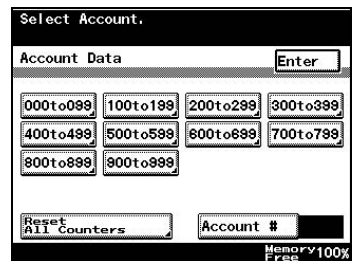 Select Account.
Account Data
Enter
000to099 100to199 200to299 300to399
400to499 500to599 600to699 700to799
800to899 900to999
Reset
All Counters
Account #
Memory
Free 100%